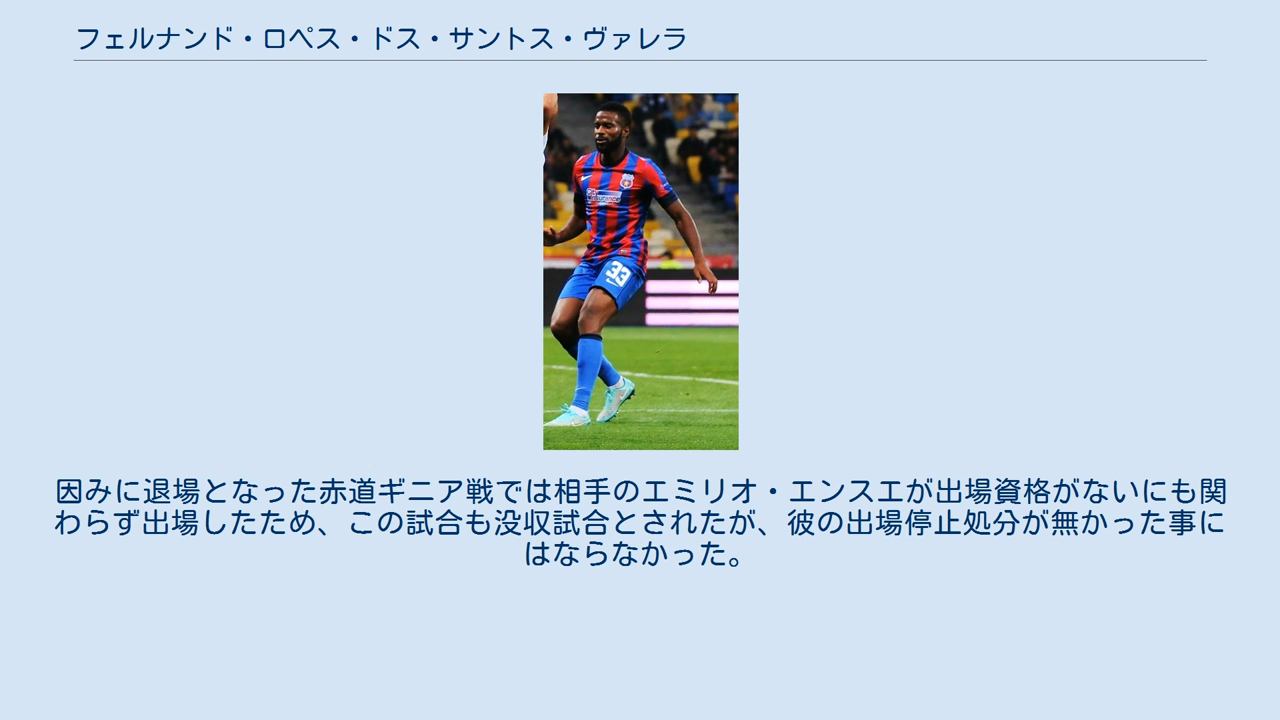 フェルナンド・ロペス・ドス・サントス・ヴァレラ
33
因みに退場となった赤道ギニア戦では相手のエミリオ・エンスエが出場資格がないにも関
わらず出場したため、この試合も没収試合とされたが、彼の出場停止処分が無かった事に
はならなかった。